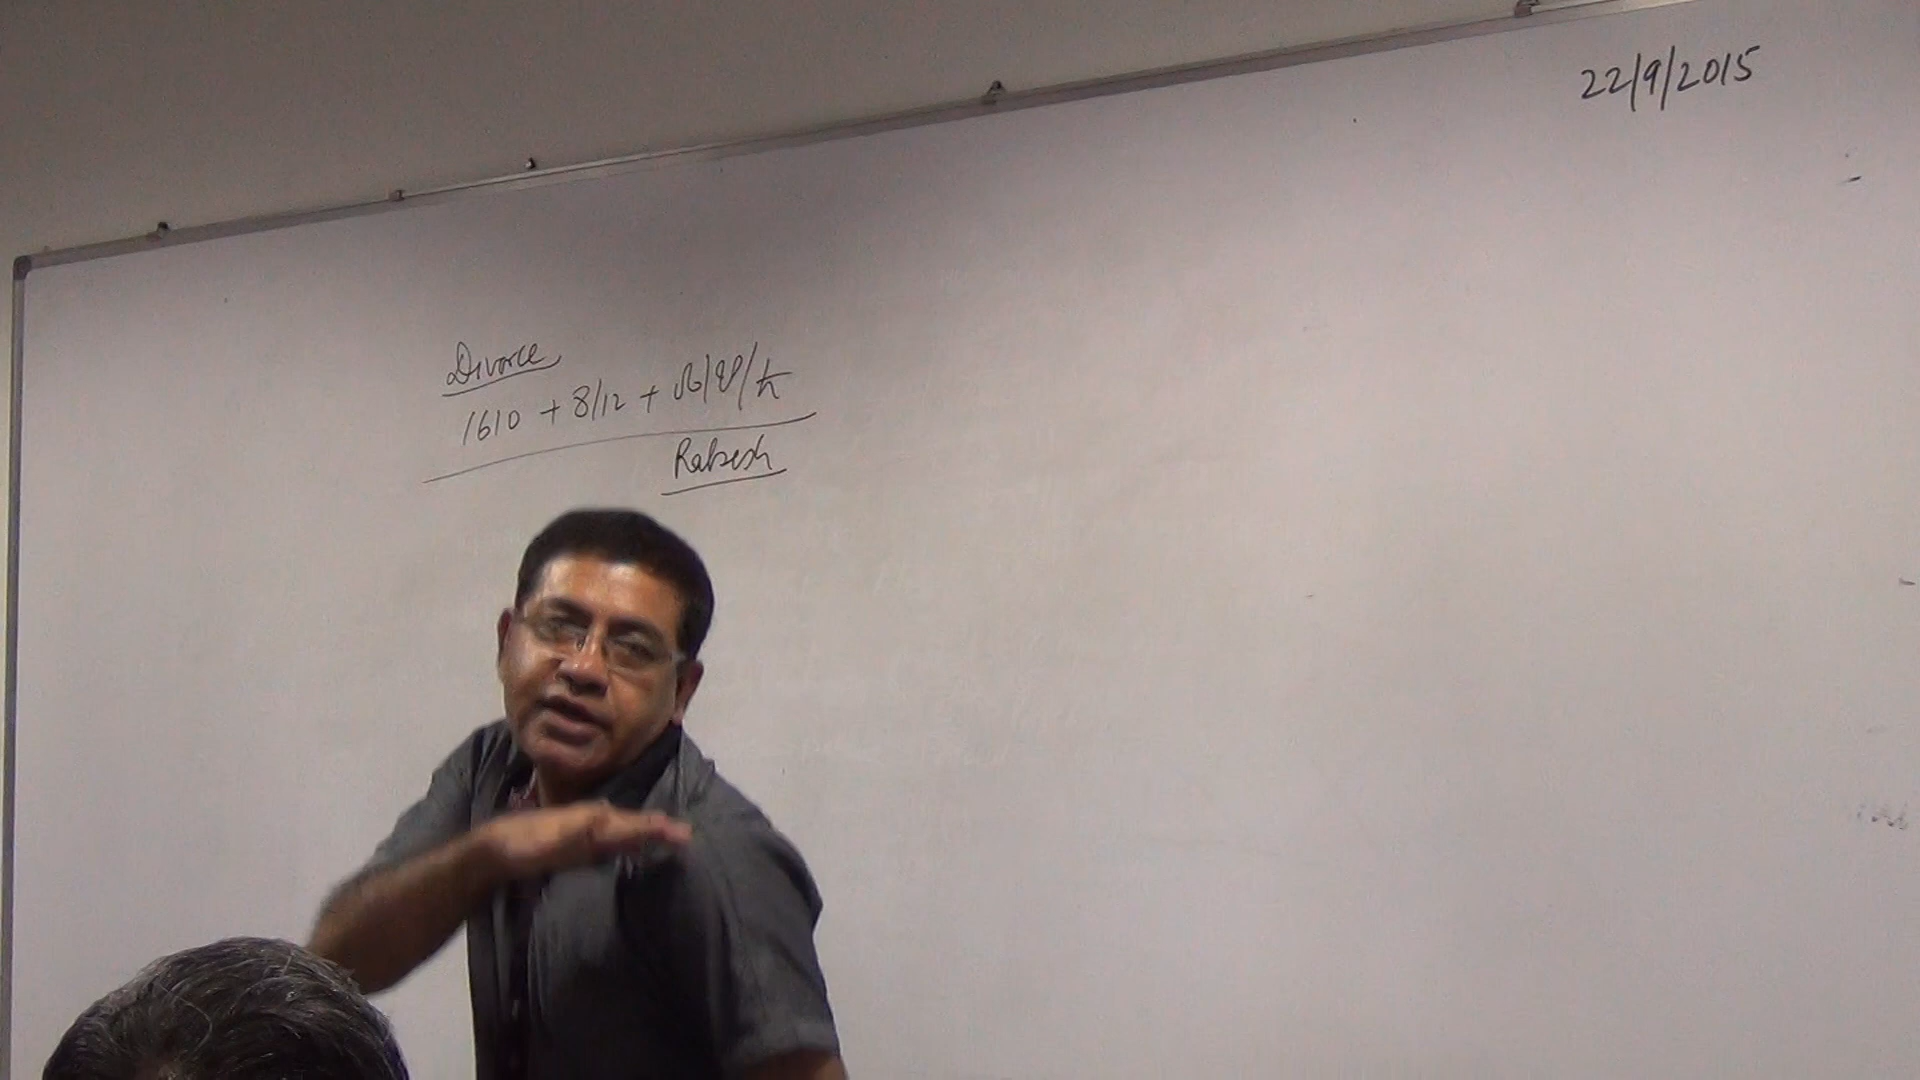 22/9/2015
Divorce
1610 + 8/12 + ☊/♅/♄
Rakesh